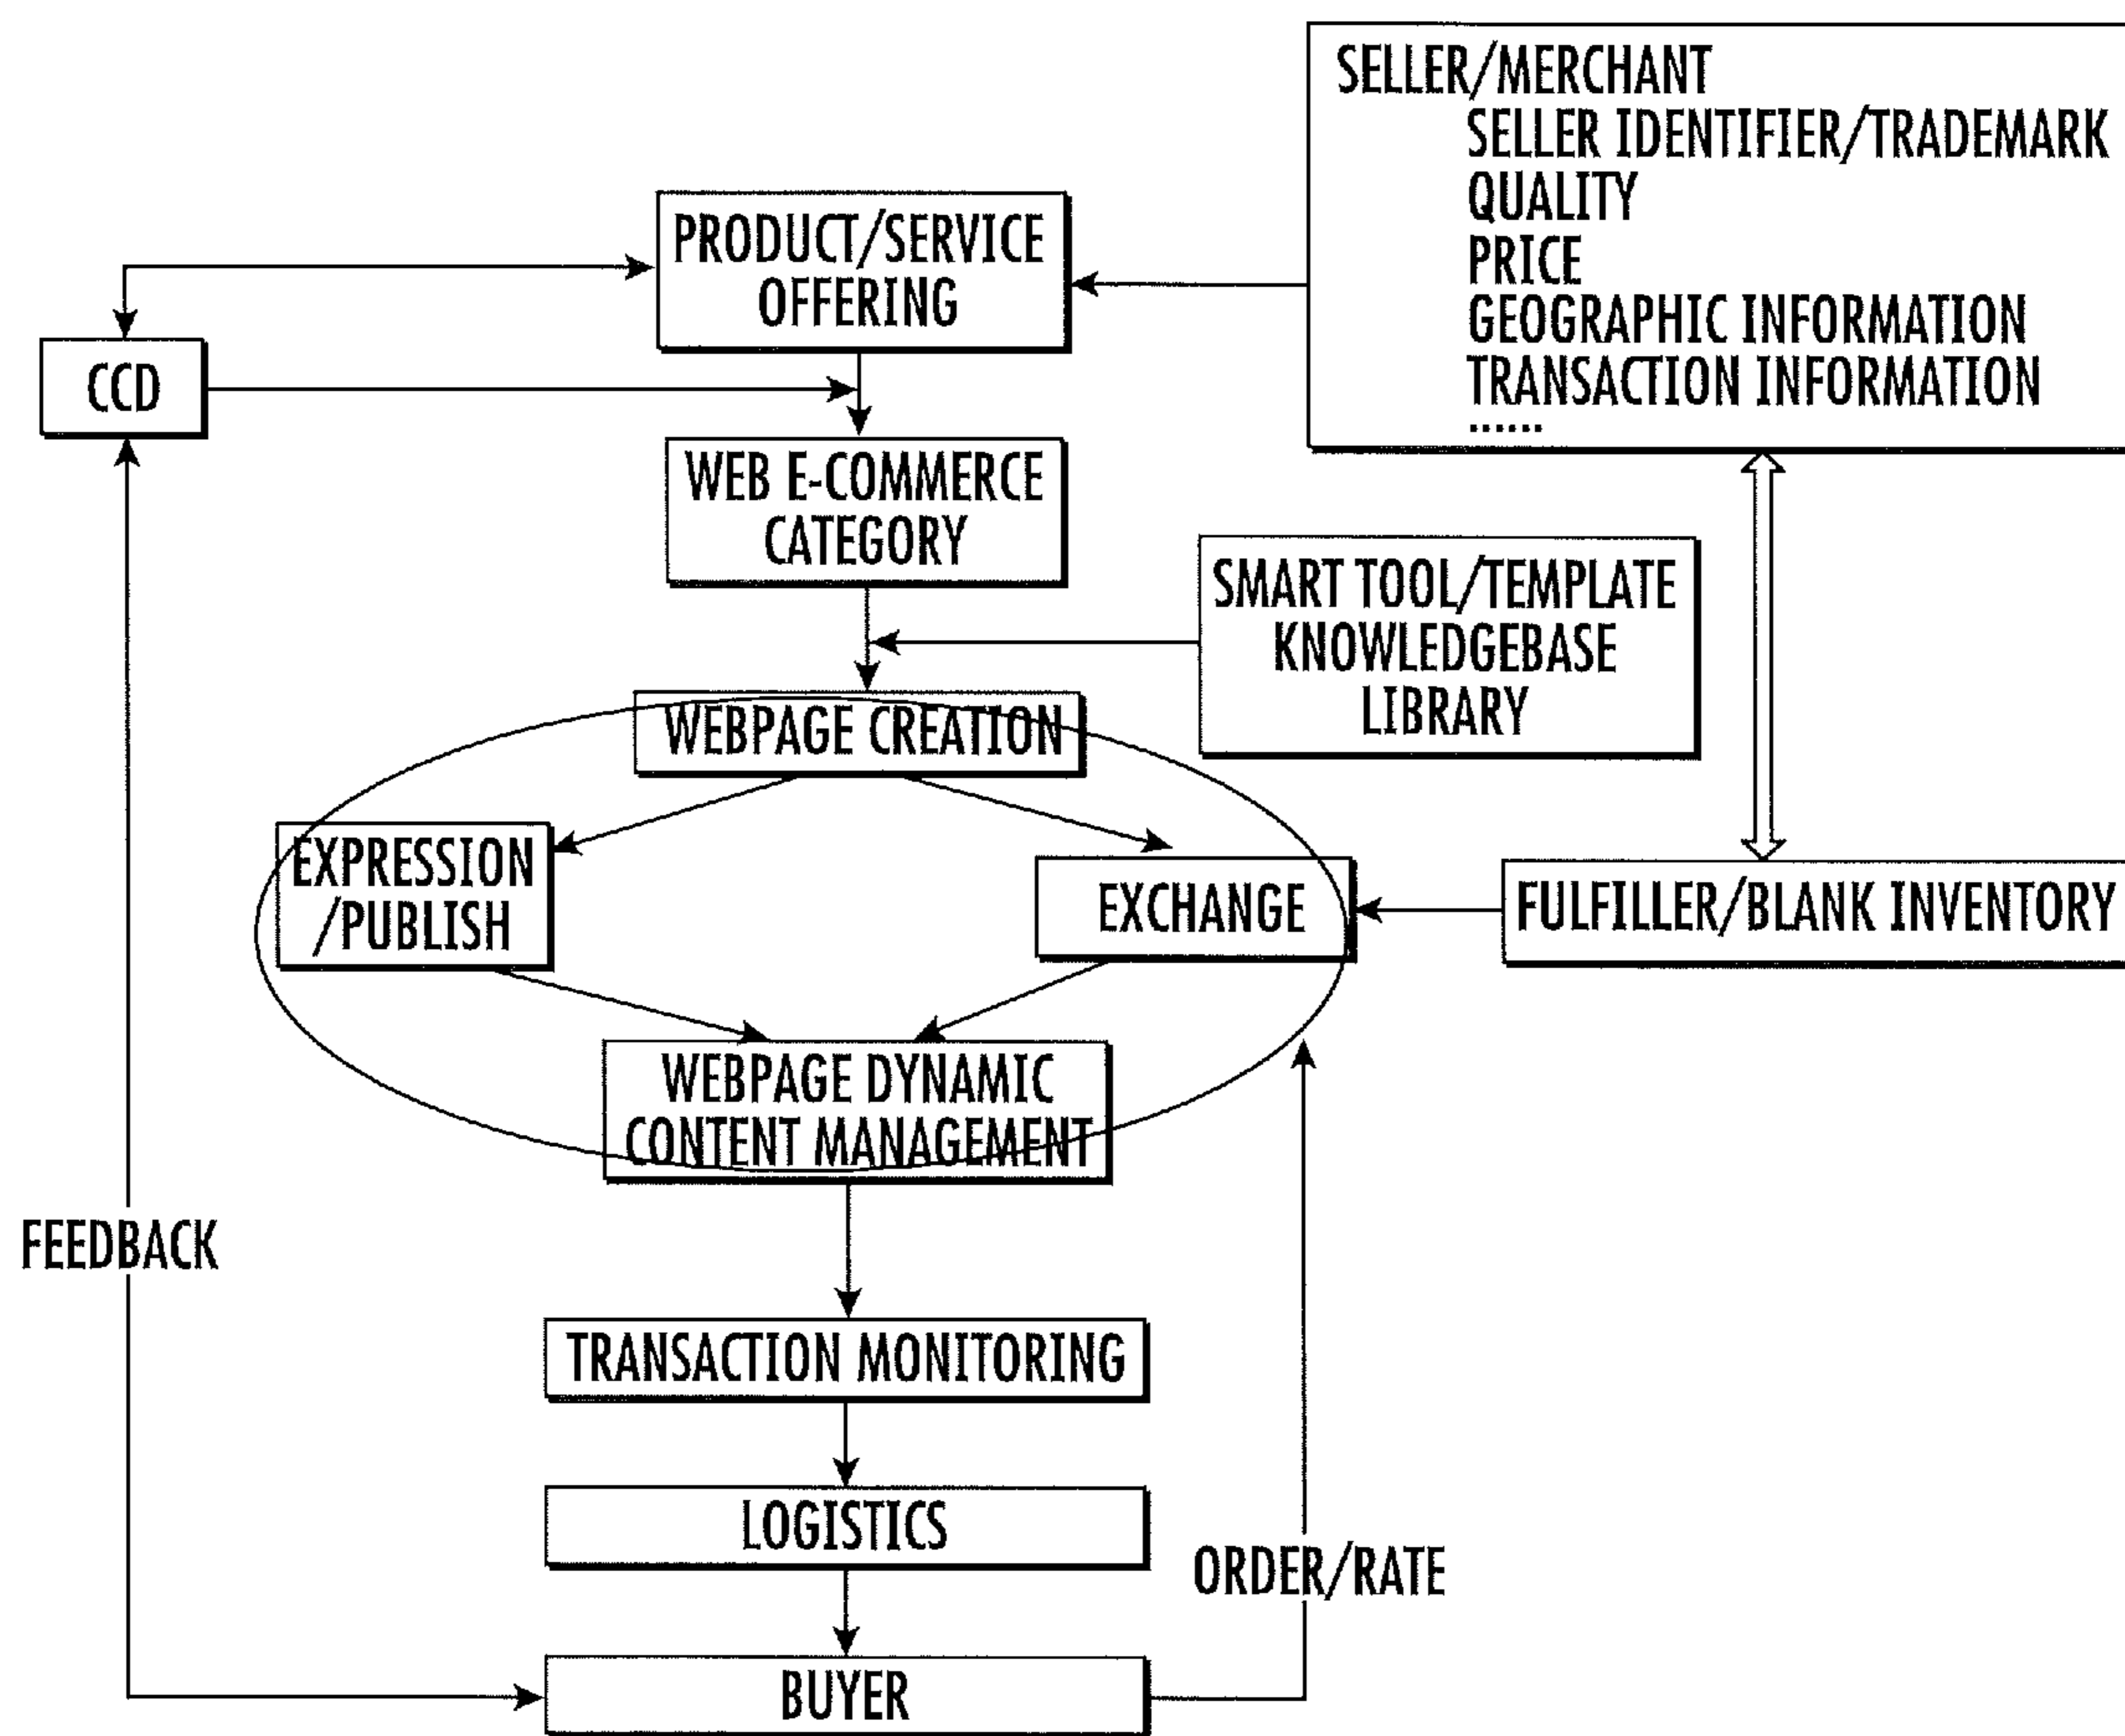 SELLER/MERCHANT
SELLER IDENTIFIER/TRADEMARK
QUALITY
PRICE
GEOGRAPHIC INFORMATION
TRANSACTION INFORMATION
......
PRODUCT/SERVICE
OFFERING
CCD
WEB E-COMMERCE
CATEGORY
SMART TOOL/TEMPLATE
KNOWLEDGEBASE
LIBRARY
WEBPAGE CREATION
EXPRESSION
/PUBLISH
EXCHANGE
FULFILLER/BLANK INVENTORY
WEBPAGE DYNAMIC
CONTENT MANAGEMENT
FEEDBACK
TRANSACTION MONITORING
LOGISTICS
ORDER/RATE
BUYER